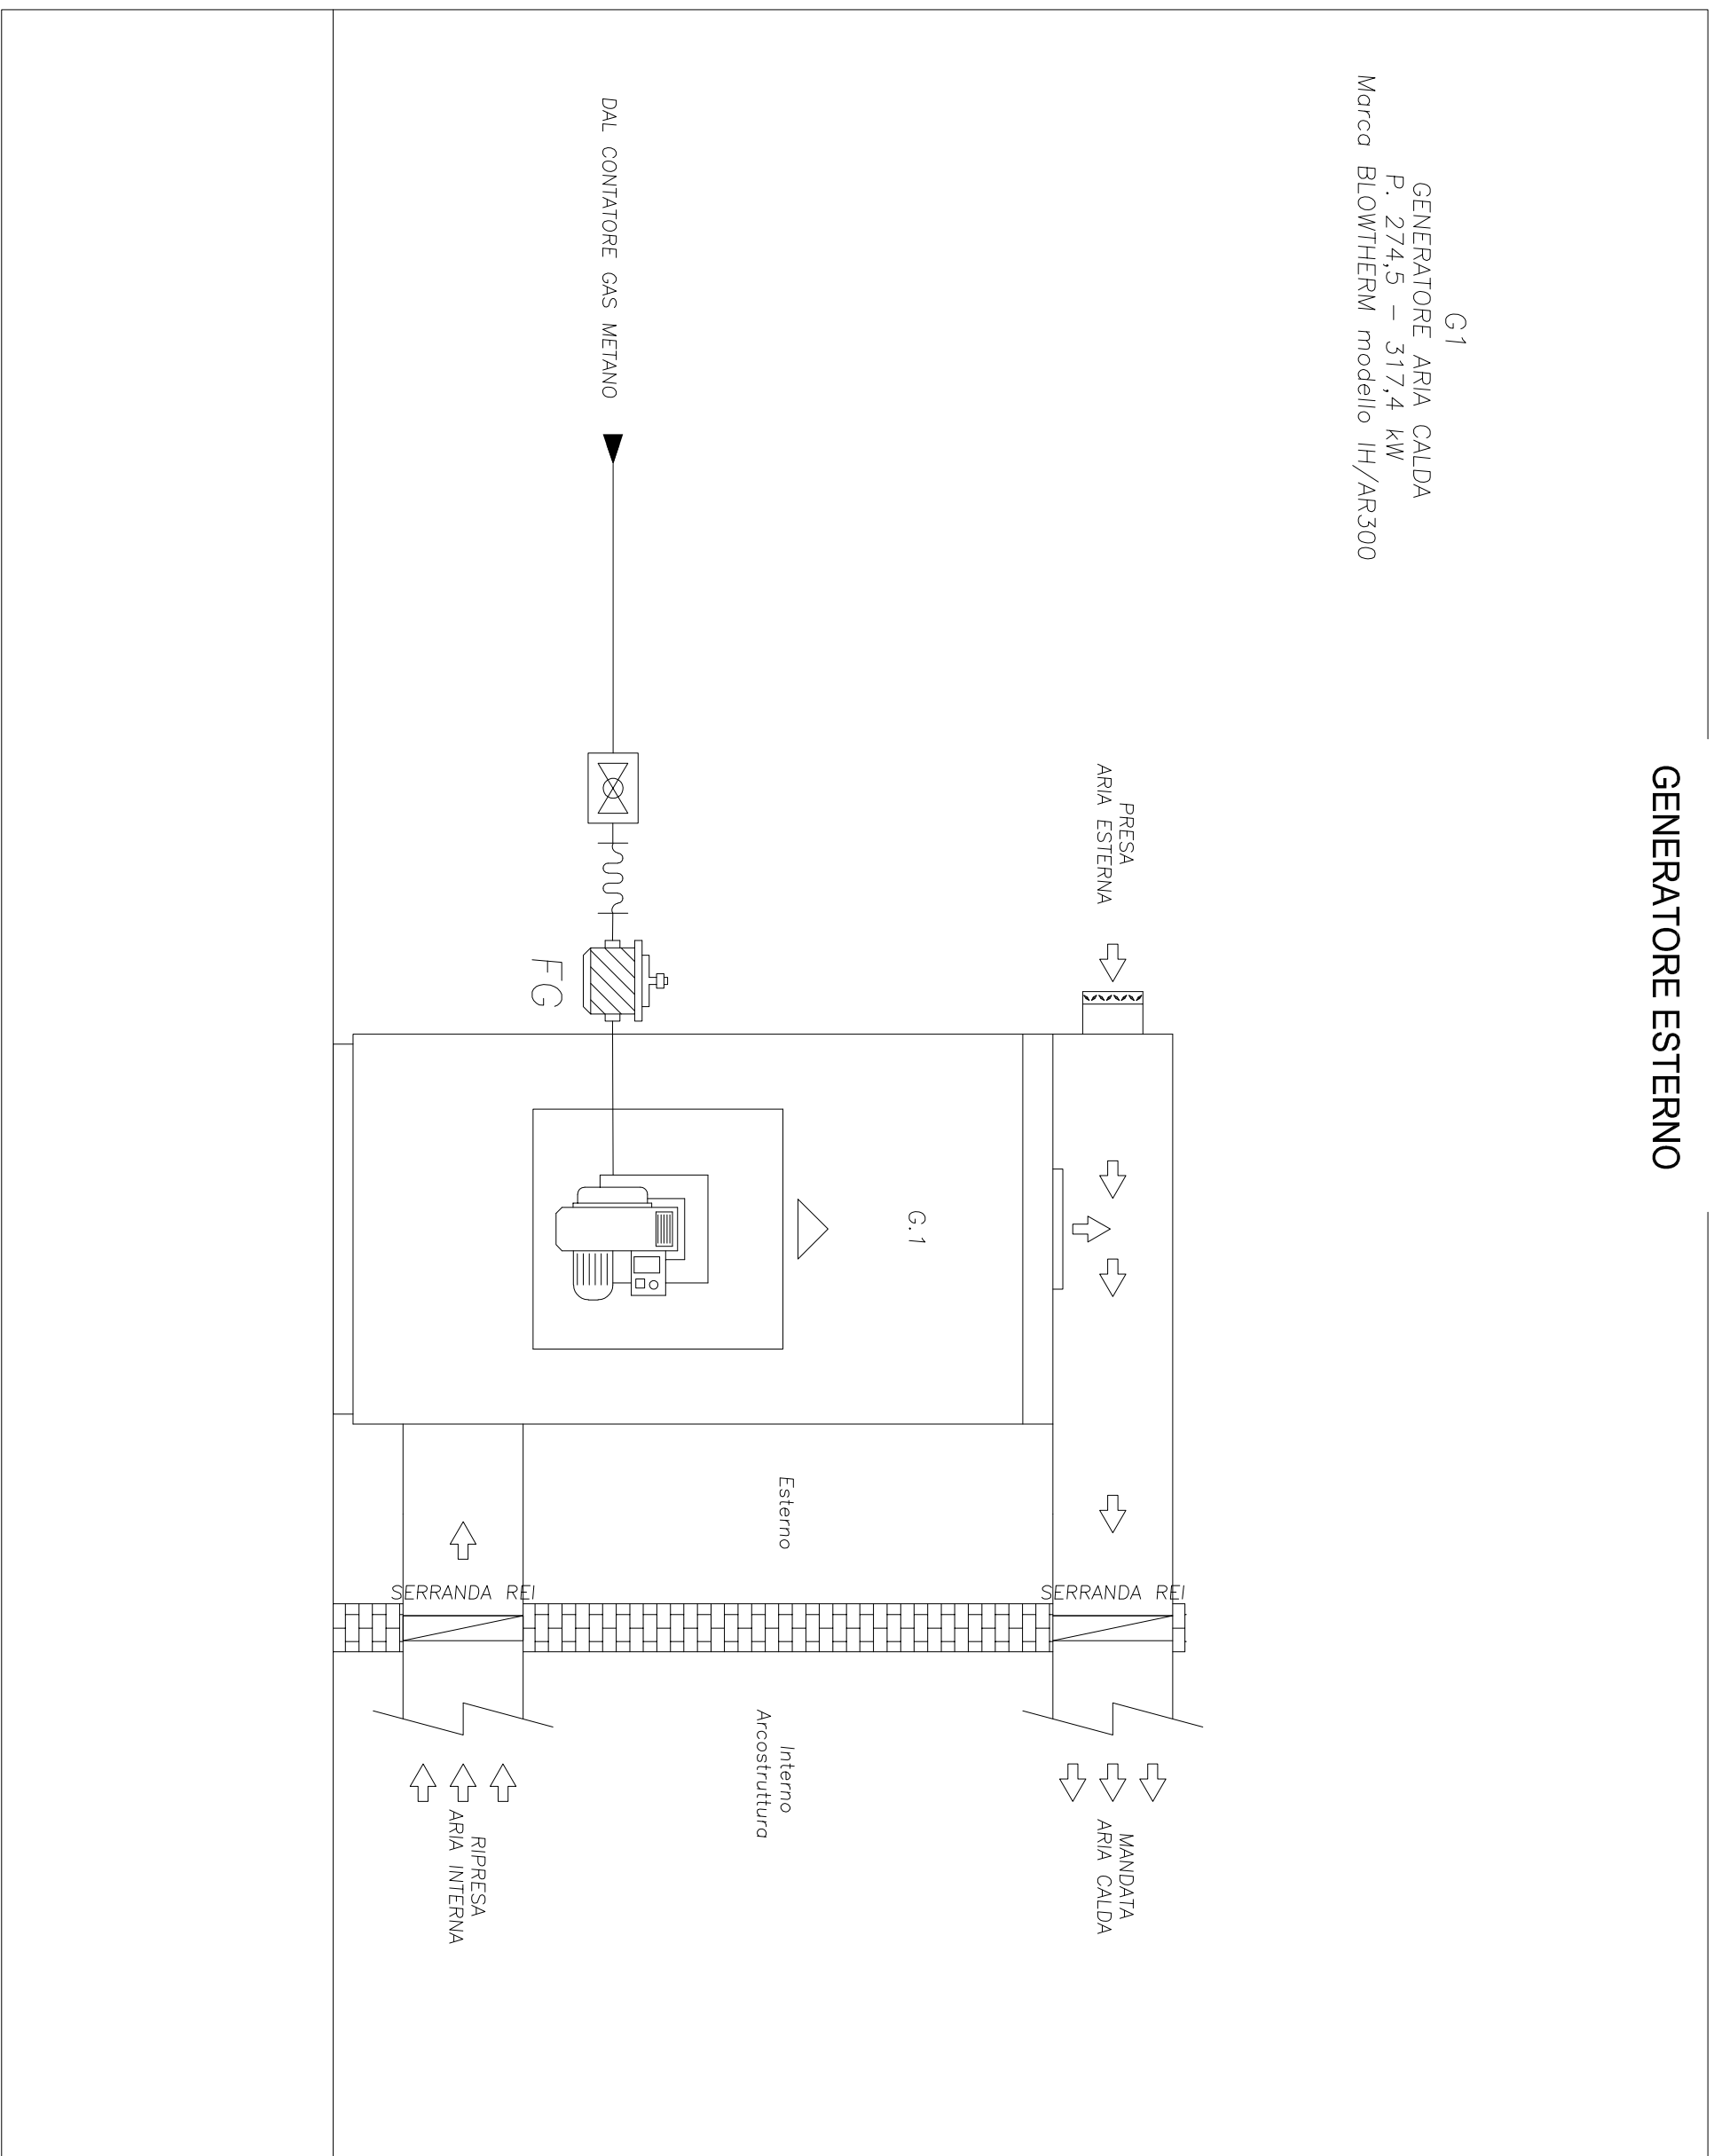 GENERATORE ESTERNO
G1
GENERATORE ARIA CALDA
P. 274,5 – 317,4 kW
Marca BLOWTHERM modello IH/AR300
PRESA
ARIA ESTERNA
MANDATA
ARIA CALDA
SERRANDA REI
G.1
Esterno
Interno
Arcostruttura
DAL CONTATORE GAS METANO
FG
SERRANDA REI
RIPRESA
ARIA INTERNA